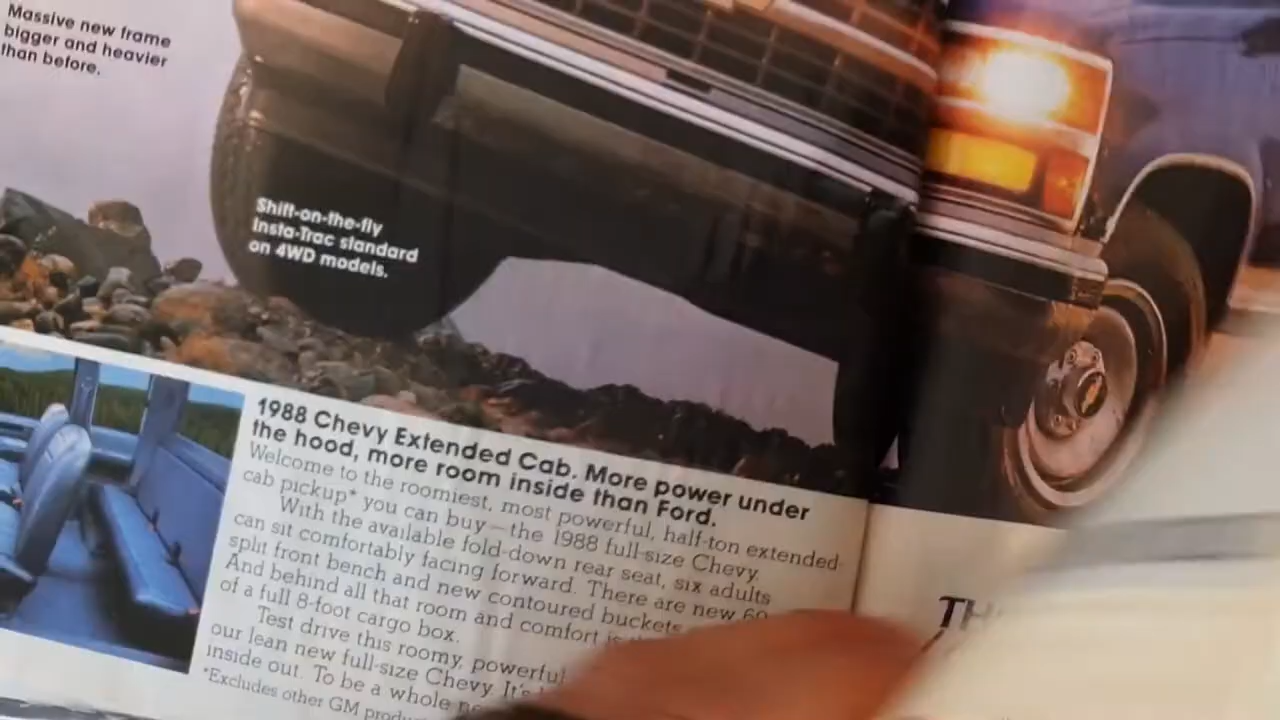 Massive new frame
bigger and heavier
than before.
Shift-on-the-fly
Insta-Trac standard
on 4WD models.
1988 Chevy Extended Cab. More power under
the hood, more room inside than Ford.
Welcome to the roomiest, most powerful, half-ton extended-
cab pickup* you can buy—the 1988 full-size Chevy.
With the available fold-down rear seat, six adults
can sit comfortably facing forward. There are new 60
split front bench and new contoured buckets
And behind all that room and comfort is
of a full 8-foot cargo box.
Test drive this roomy, powerful
our lean new full-size Chevy. It's
inside out. To be a whole
*Excludes other GM